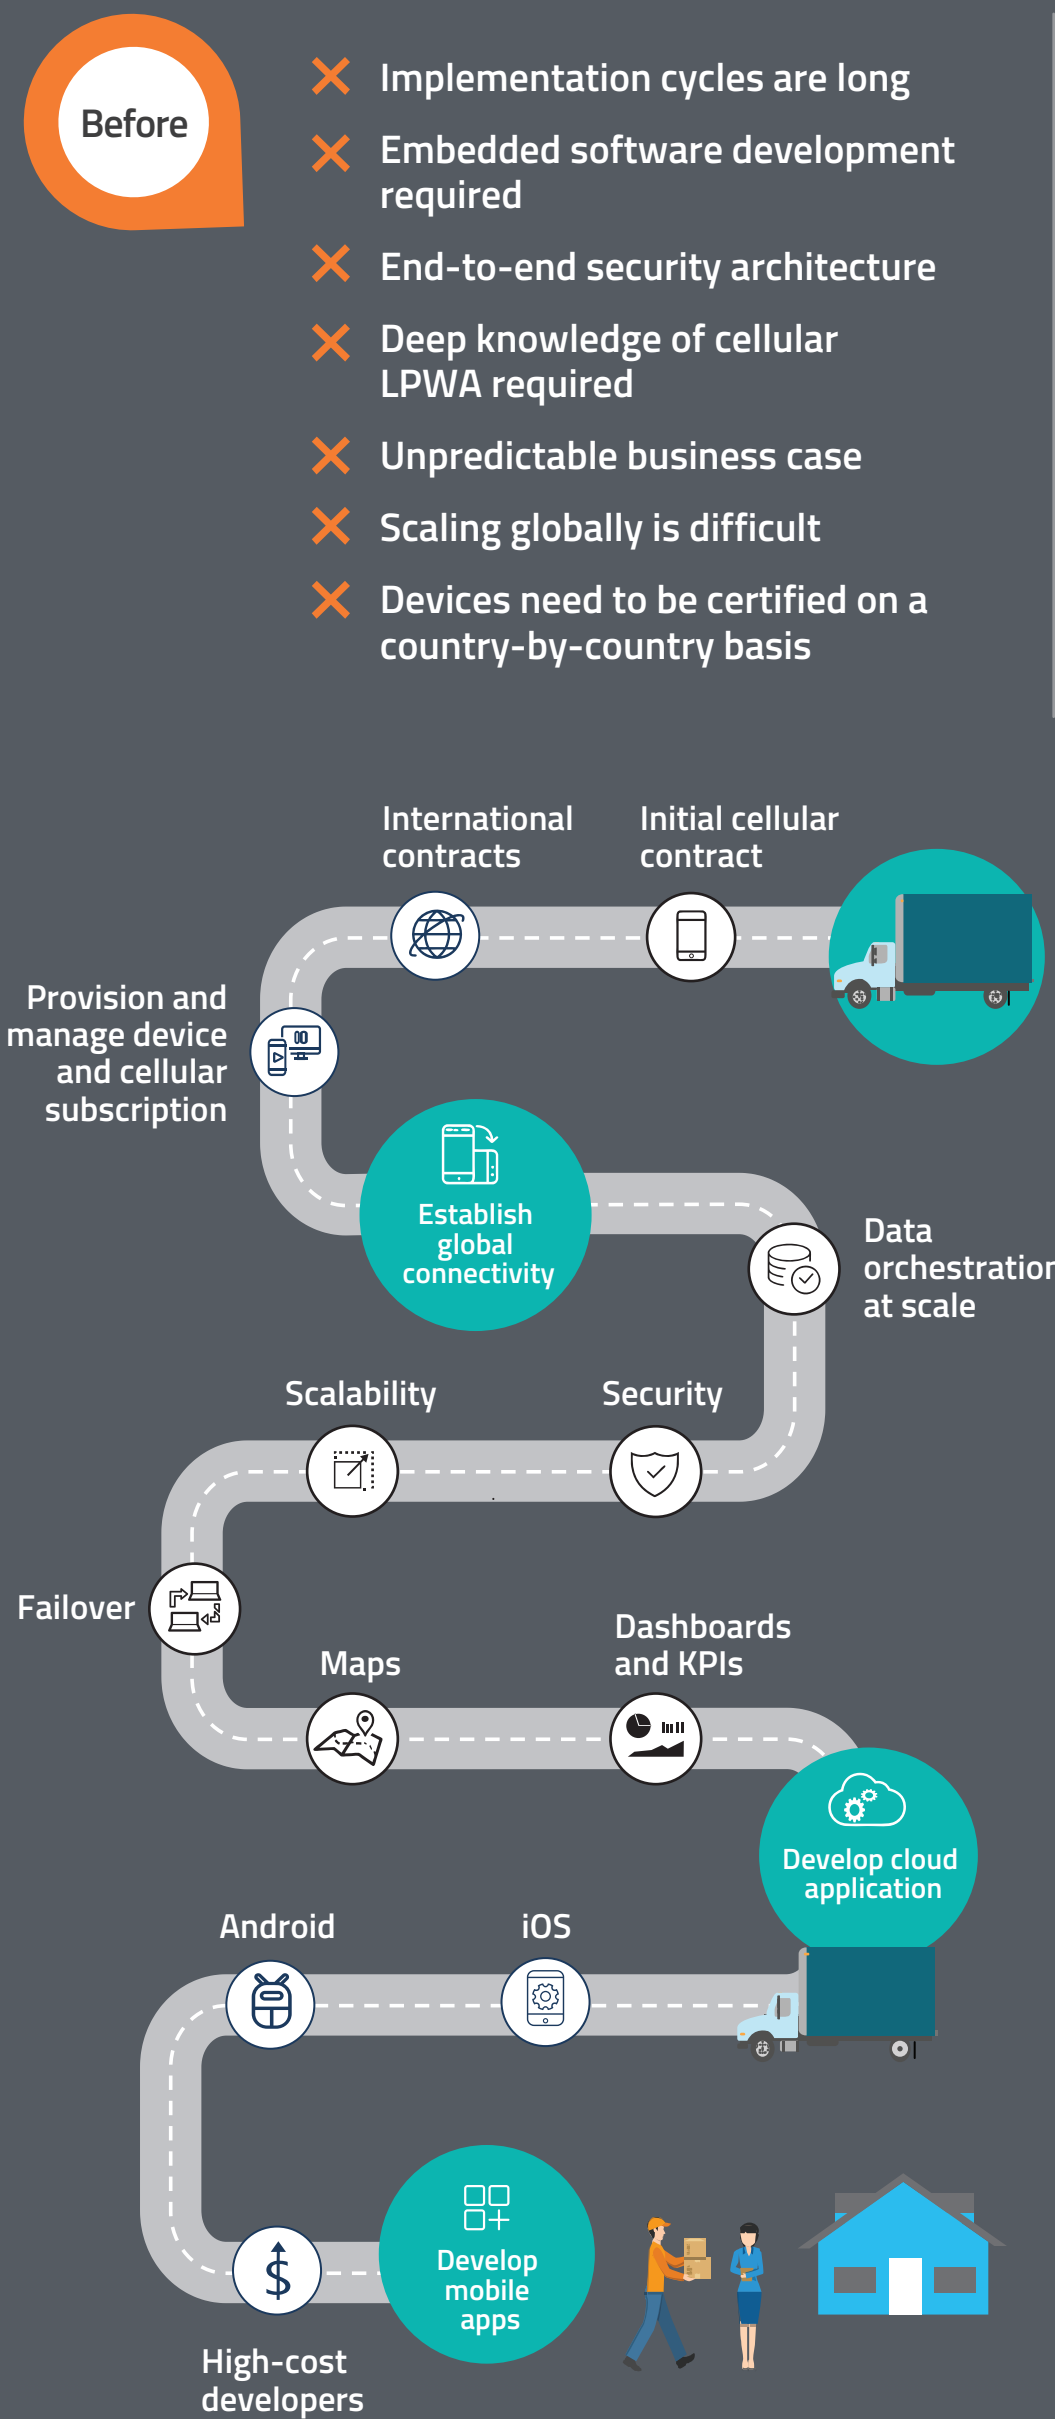 Before
Implementation cycles are long
Embedded software development
required
End-to-end security architecture
Deep knowledge of cellular
LPWA required
Unpredictable business case
Scaling globally is difficult
Devices need to be certified on a
country-by-country basis
International
contracts
Initial cellular
contract
Provision and
manage device
and cellular
subscription
Establish
global
connectivity
Data
orchestration
at scale
Scalability
Security
Failover
Maps
Dashboards
and KPIs
Develop cloud
application
Android
iOS
Develop
mobile
apps
High-cost
developers